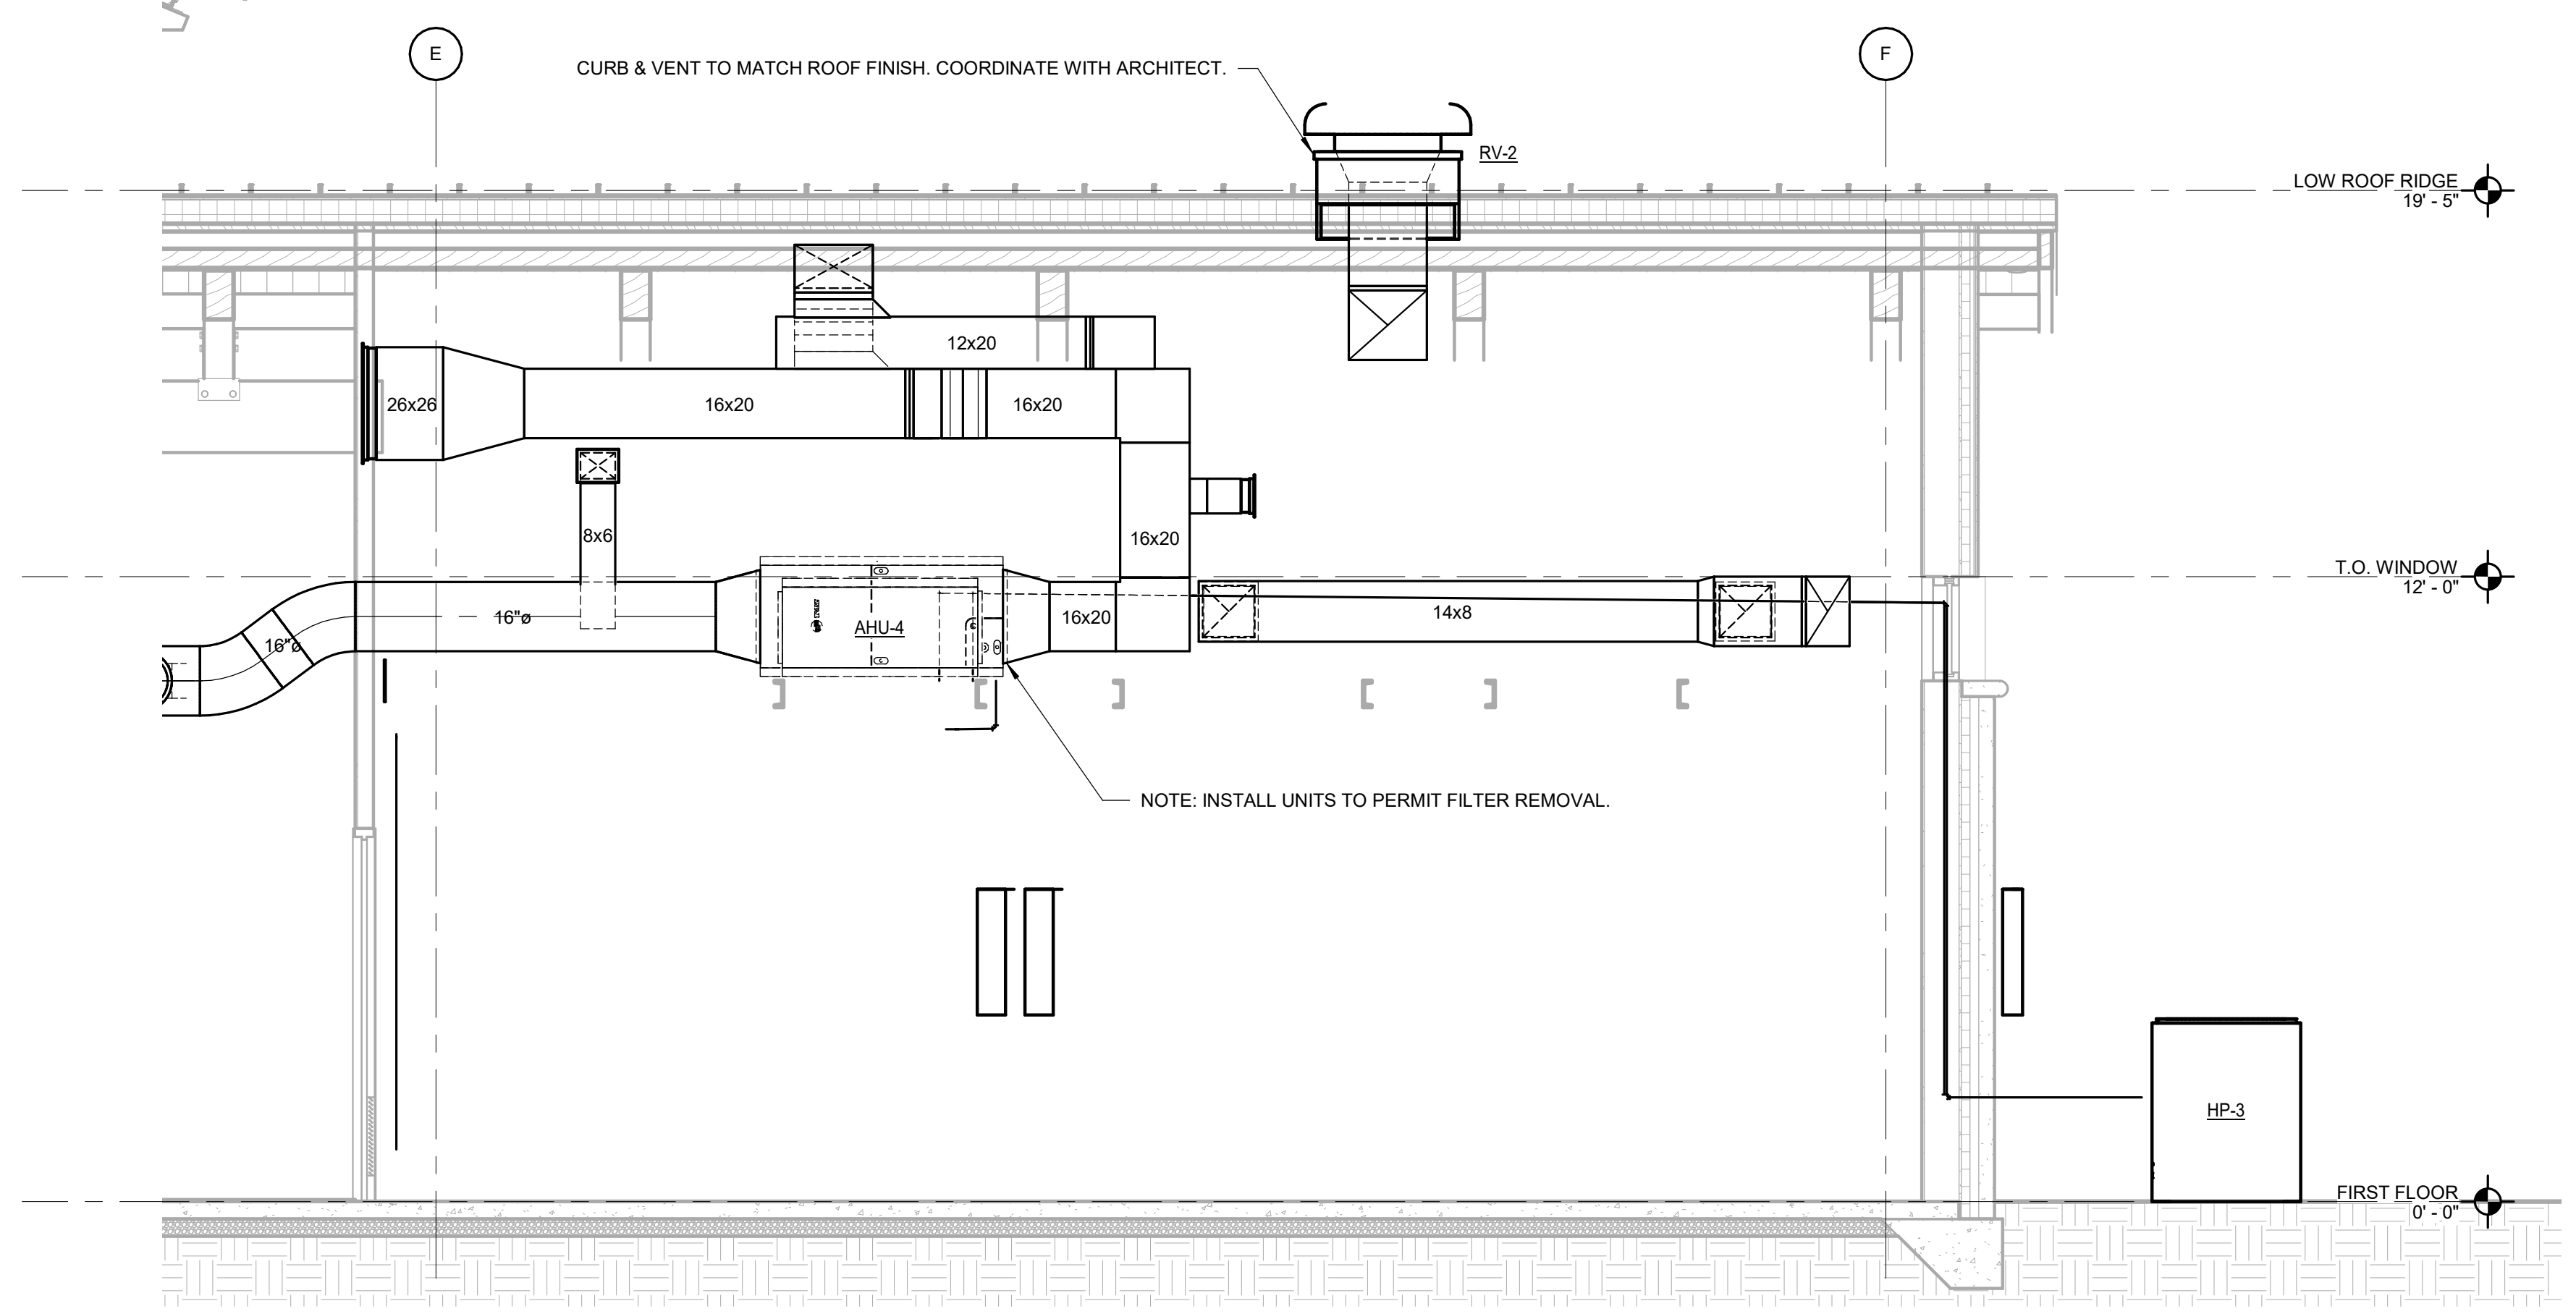 E
F
CURB & VENT TO MATCH ROOF FINISH. COORDINATE WITH ARCHITECT.
RV-2
LOW ROOF RIDGE
19' - 5"
12x20
26x26
16x20
16x20
8x6
16x20
T.O. WINDOW
12' - 0"
16"ø
16"ø
AHU-4
16x20
14x8
NOTE: INSTALL UNITS TO PERMIT FILTER REMOVAL.
HP-3
FIRST FLOOR
0' - 0"